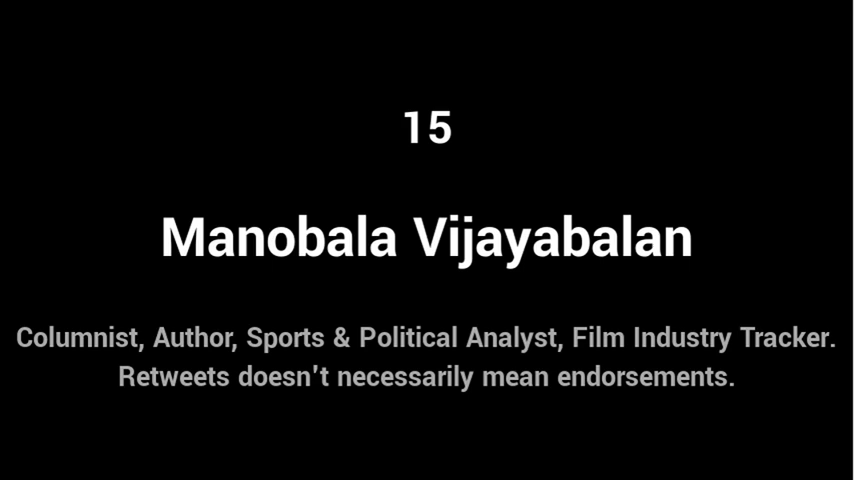 15
Manobala Vijayabalan
Columnist, Author, Sports & Political Analyst, Film Industry Tracker.
Retweets doesn't necessarily mean endorsements.